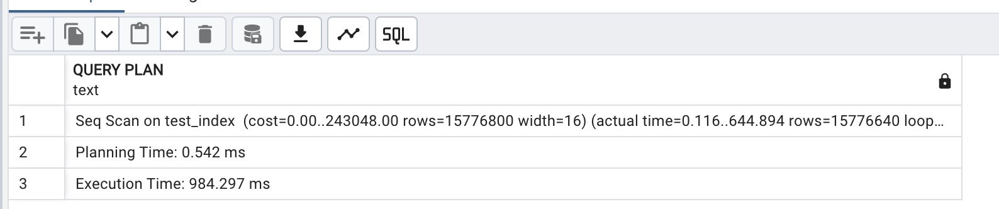 SQL
QUERY PLAN
text
1 Seq Scan on test_index (cost=0.00..243048.00 rows=15776800 width=16) (actual time=0.116..644.894 rows=15776640 loop...
2 Planning Time: 0.542 ms
3 Execution Time: 984.297 ms